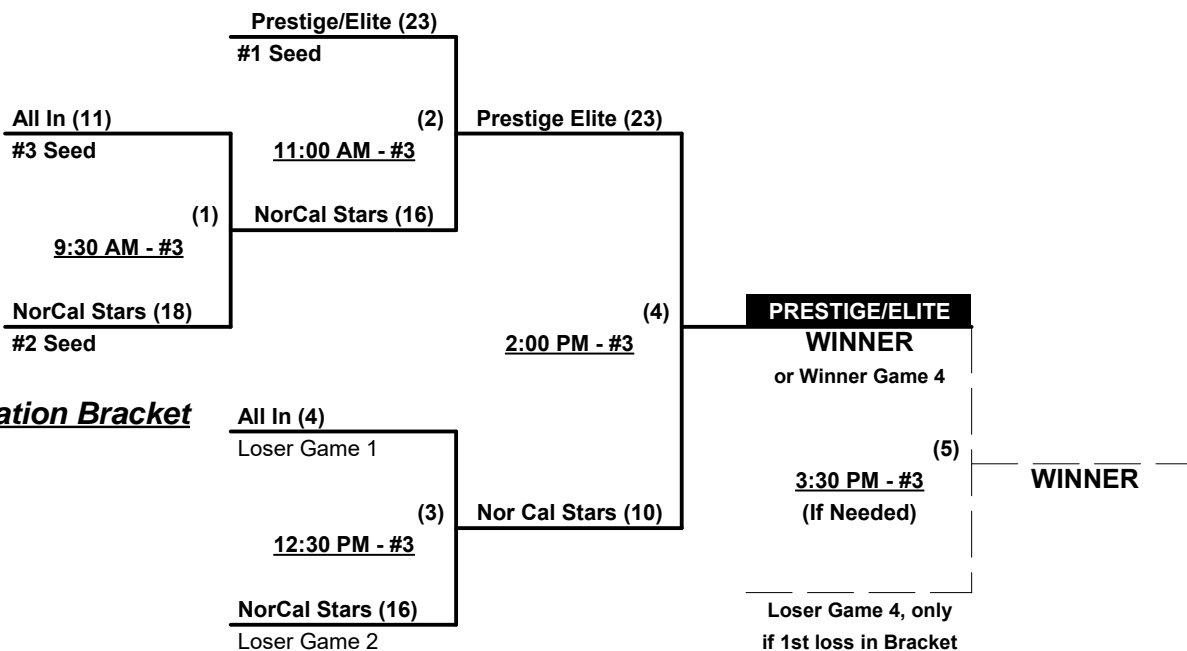 Prestige/Elite (23)
#1 Seed
All In (11)
#3 Seed
(2)
11:00 AM - #3
Prestige Elite (23)
(1)
9:30 AM - #3
NorCal Stars (16)
NorCal Stars (18)
#2 Seed
(4)
2:00 PM - #3
PRESTIGE/ELITE
WINNER
or Winner Game 4
ation Bracket
All In (4)
Loser Game 1
(5)
3:30 PM - #3
(If Needed)
WINNER
(3)
12:30 PM - #3
Nor Cal Stars (10)
NorCal Stars (16)
Loser Game 2
Loser Game 4, only
if 1st loss in Bracket